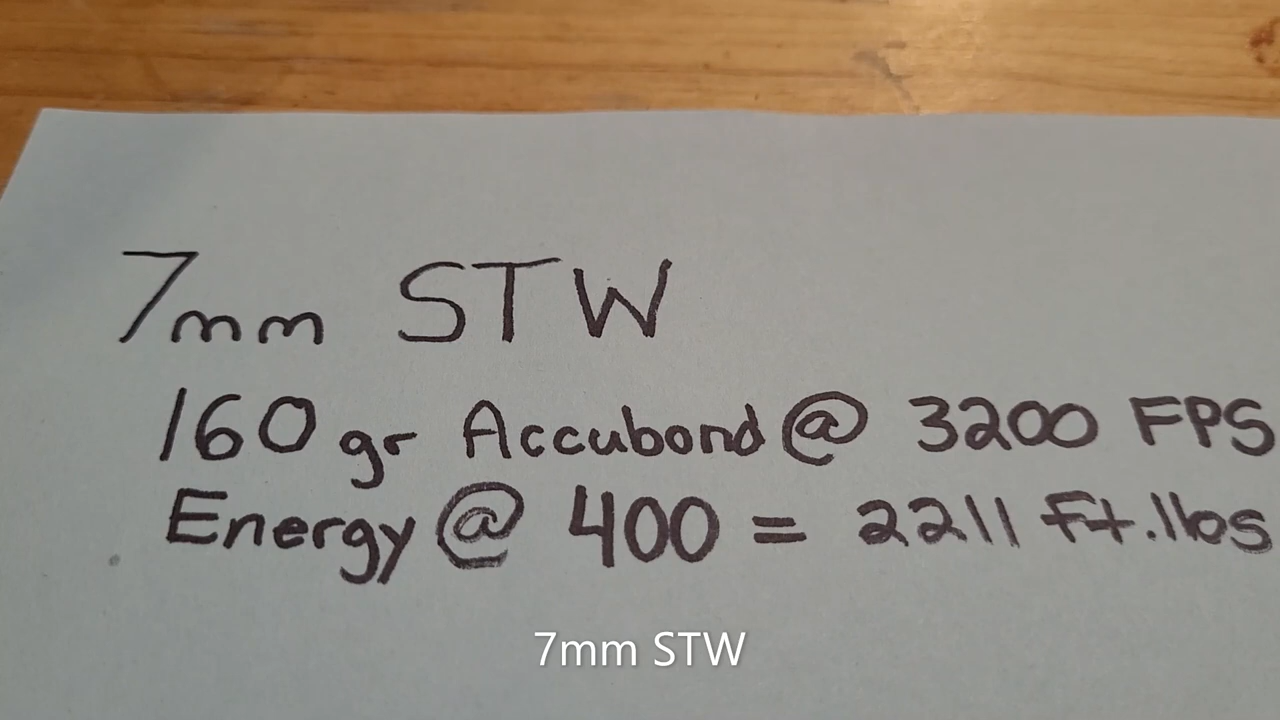 7mm STW
160 gr Accubond @ 3200 FPS
Energy @ 400 = 2211 ft.lbs
7mm STW